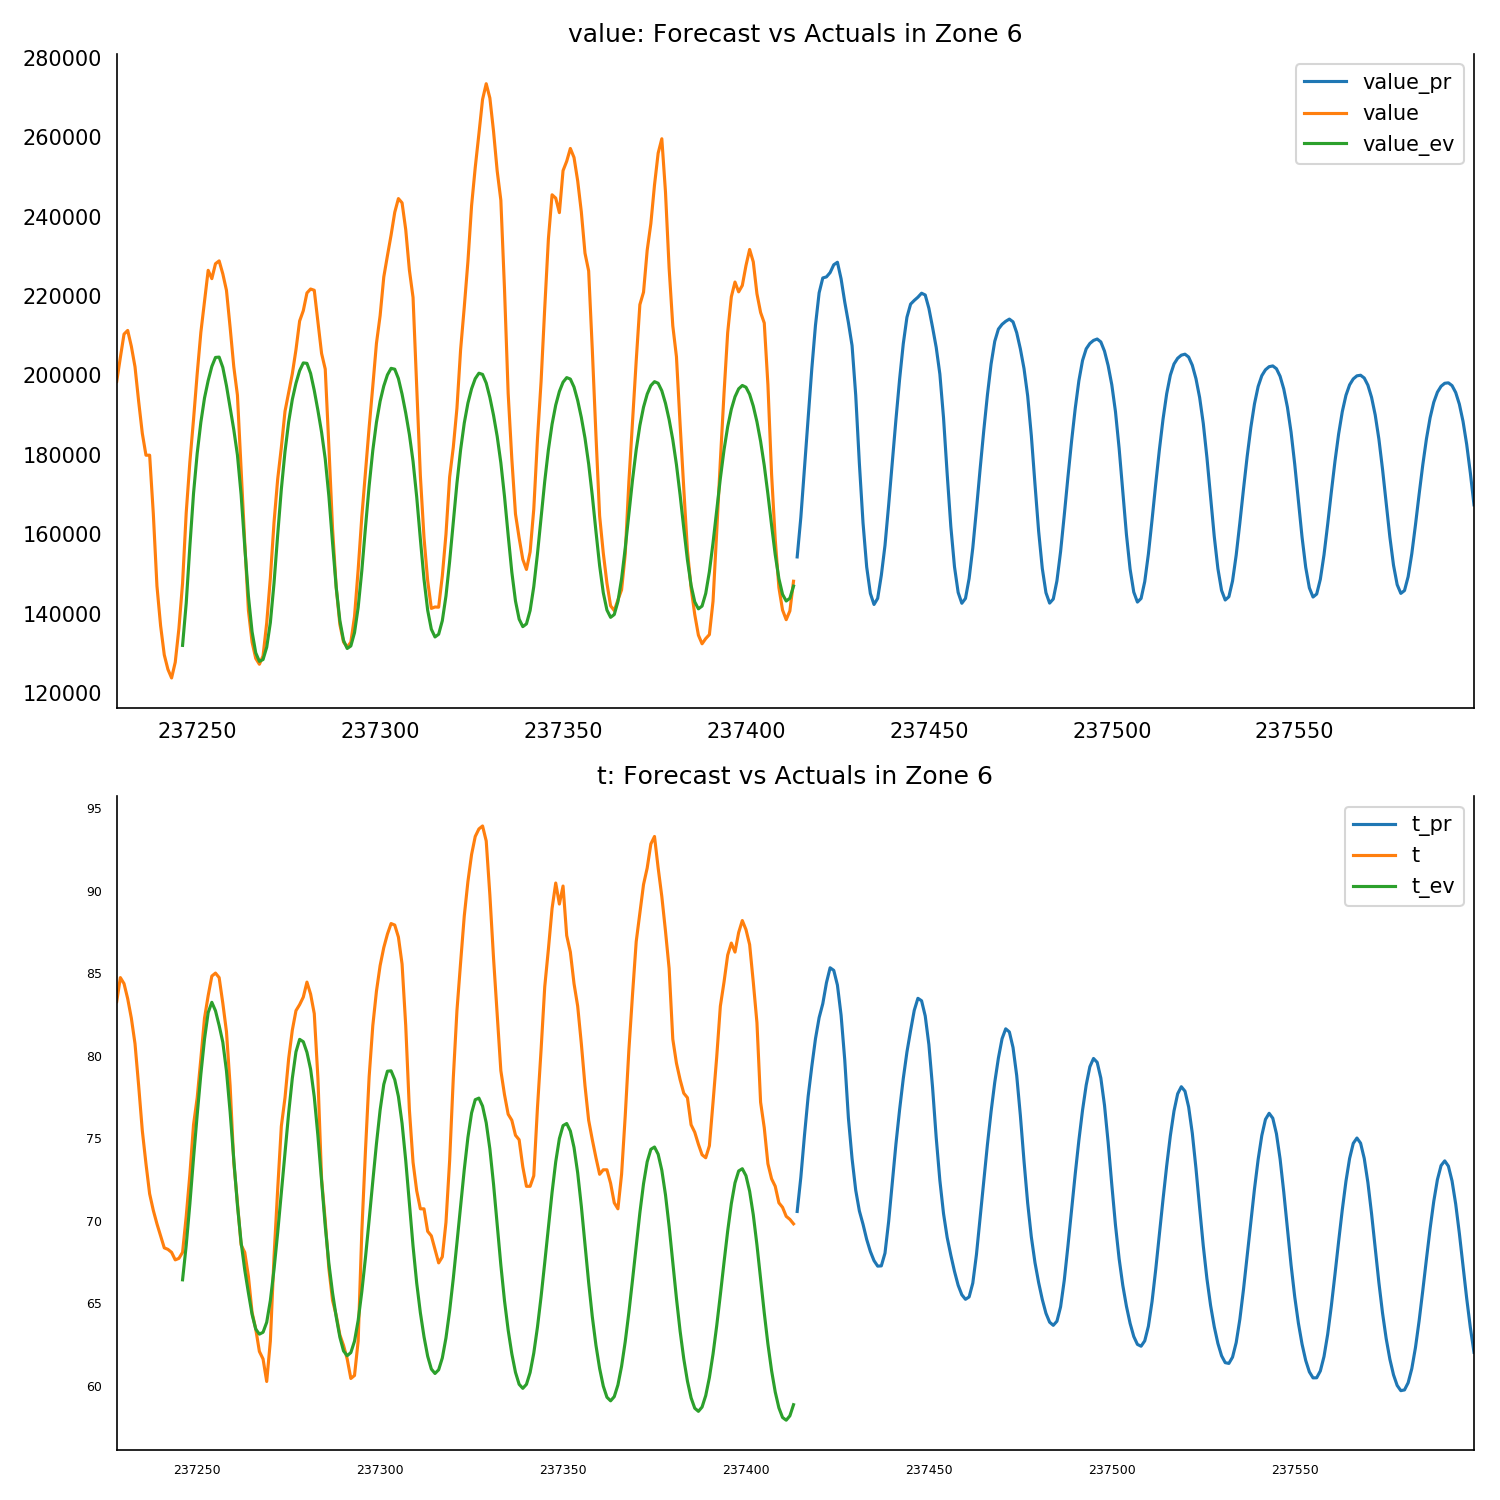 value: Forecast vs Actuals in Zone 6
280000
260000
240000
220000
200000
180000
160000
140000
120000
value_pr
value
value_ev
237250 237300 237350 237400 237450 237500 237550
t: Forecast vs Actuals in Zone 6
95
90
85
80
75
70
65
60
t_pr
t
t_ev
237250 237300 237350 237400 237450 237500 237550